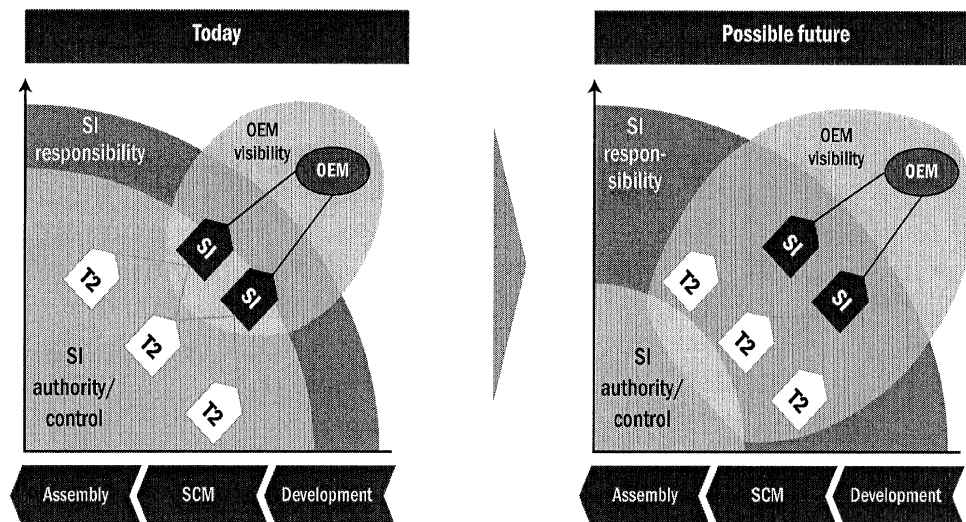 Today
SI
responsibility
OEM
visibility
OEM
SI
SI
T2
T2
T2
SI
authority/
control
Assembly
SCM
Development
Possible future
SI
respon-
sibility
OEM
visibility
OEM
SI
SI
T2
T2
T2
SI
authority/
control
Assembly
SCM
Development